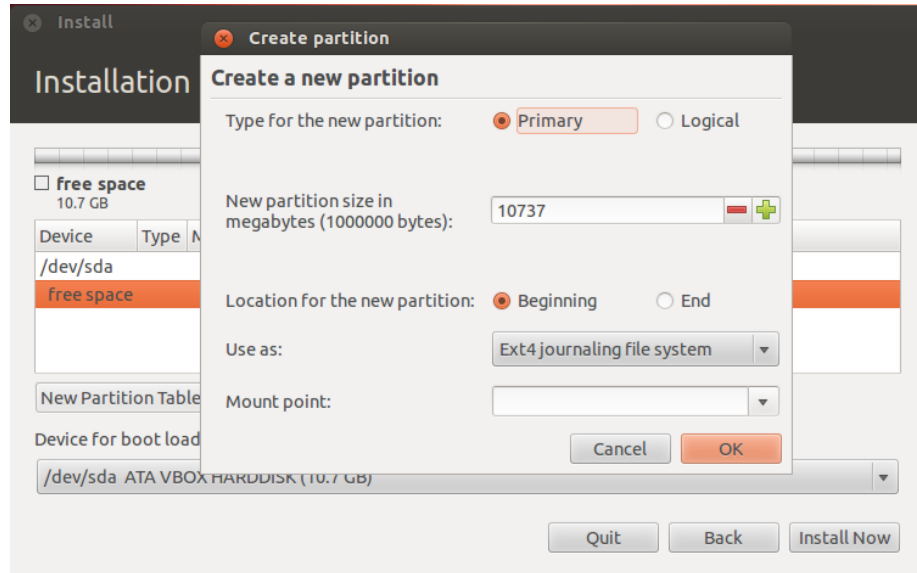 Install
Create partition
Installation
Create a new partition
Type for the new partition:
Primary
Logical
free space
10.7 GB
New partition size in
megabytes (1000000 bytes):
10737
Device Type
/dev/sda
free space
Location for the new partition:
Beginning
End
Use as:
Ext4 journaling file system
New Partition Table
Mount point:
Device for boot load
Cancel
OK
/dev/sda ATA VBOX HARDDISK (10.7 GB)
Quit
Back
Install Now